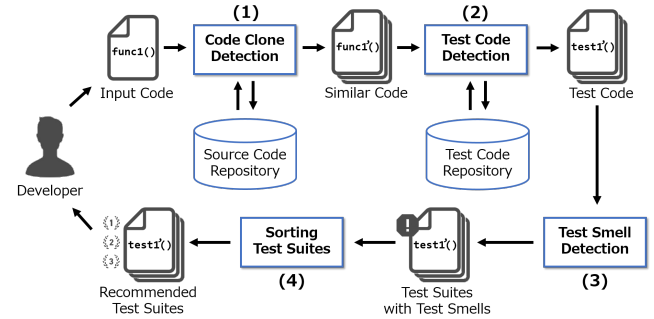 (1)
(2)
func1()
Code Clone
Detection
func1’()
Test Code
Detection
test1’()
Input Code
Similar Code
Test Code
Source Code
Repository
Test Code
Repository
Developer
{1}
{2}
{3}
test1’()
Sorting
Test Suites
!
test1’()
Test Smell
Detection
(4)
(3)
Recommended
Test Suites
Test Suites
with Test Smells